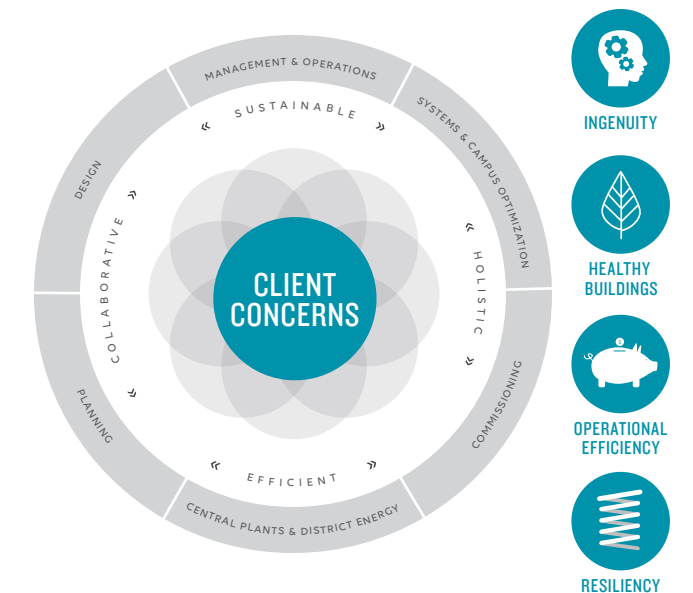 MANAGEMENT & OPERATIONS
SYSTEMS & CAMPUS OPTIMIZATION
COMMISSIONING
CENTRAL PLANTS & DISTRICT ENERGY
PLANNING
DESIGN
SUSTAINABLE
HOLISTIC
EFFICIENT
COLLABORATIVE
CLIENT
CONCERNS
INGENUITY
HEALTHY
BUILDINGS
$
OPERATIONAL
EFFICIENCY
RESILIENCY